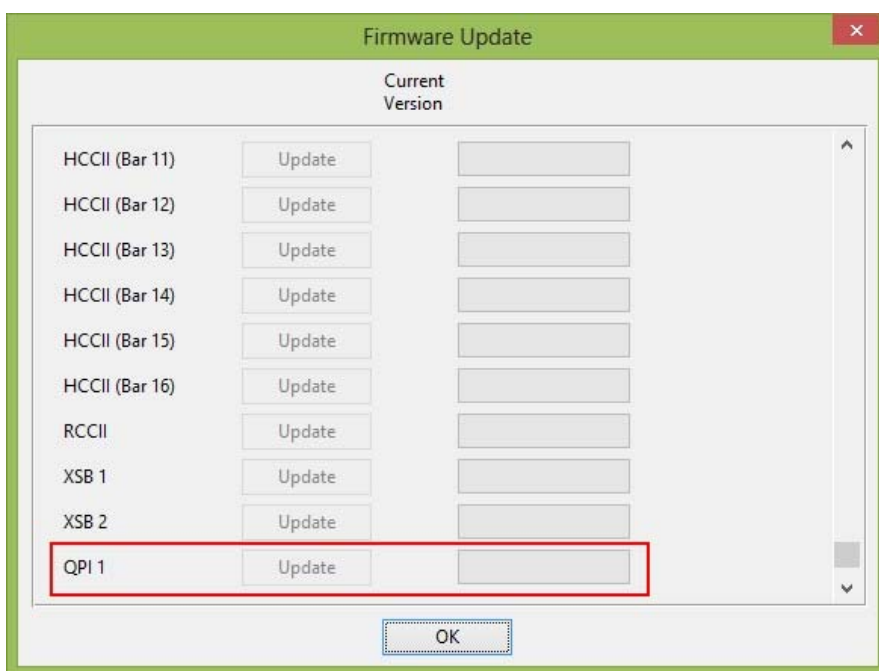 Firmware Update
Current
Version
HCCII (Bar 11) Update
HCCII (Bar 12) Update
HCCII (Bar 13) Update
HCCII (Bar 14) Update
HCCII (Bar 15) Update
HCCII (Bar 16) Update
RCCII Update
XSB 1 Update
XSB 2 Update
QPI 1 Update
OK